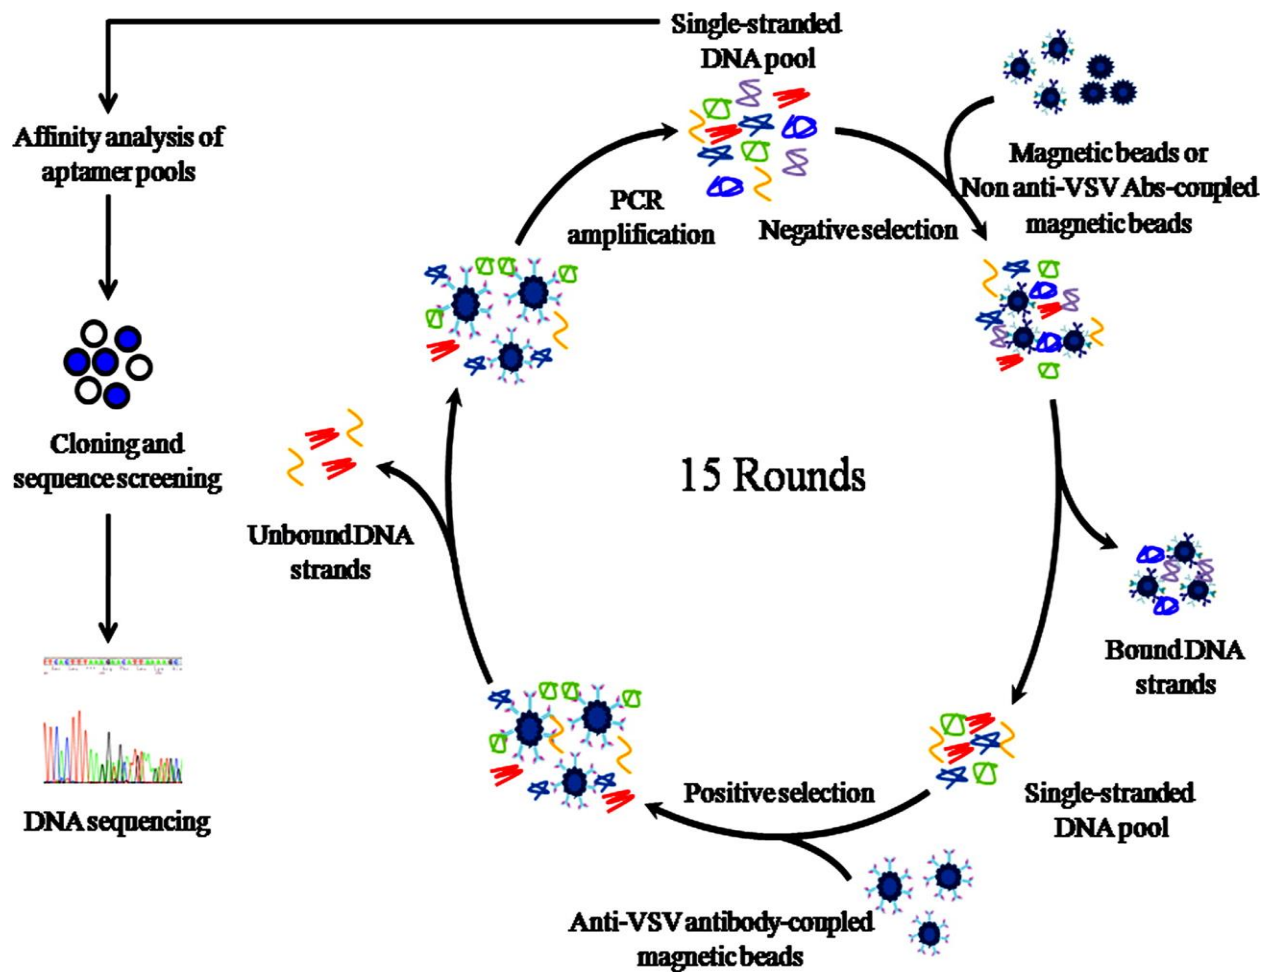 Single-stranded
DNA pool
Affinity analysis of
aptamer pools
Magnetic beads or
Non anti-VSV Abs-coupled
magnetic beads
PCR
amplification
Negative selection
Cloning and
sequence screening
15 Rounds
Unbound DNA
strands
Bound DNA
strands
DNA sequencing
Positive selection
Single-stranded
DNA pool
Anti-VSV antibody-coupled
magnetic beads